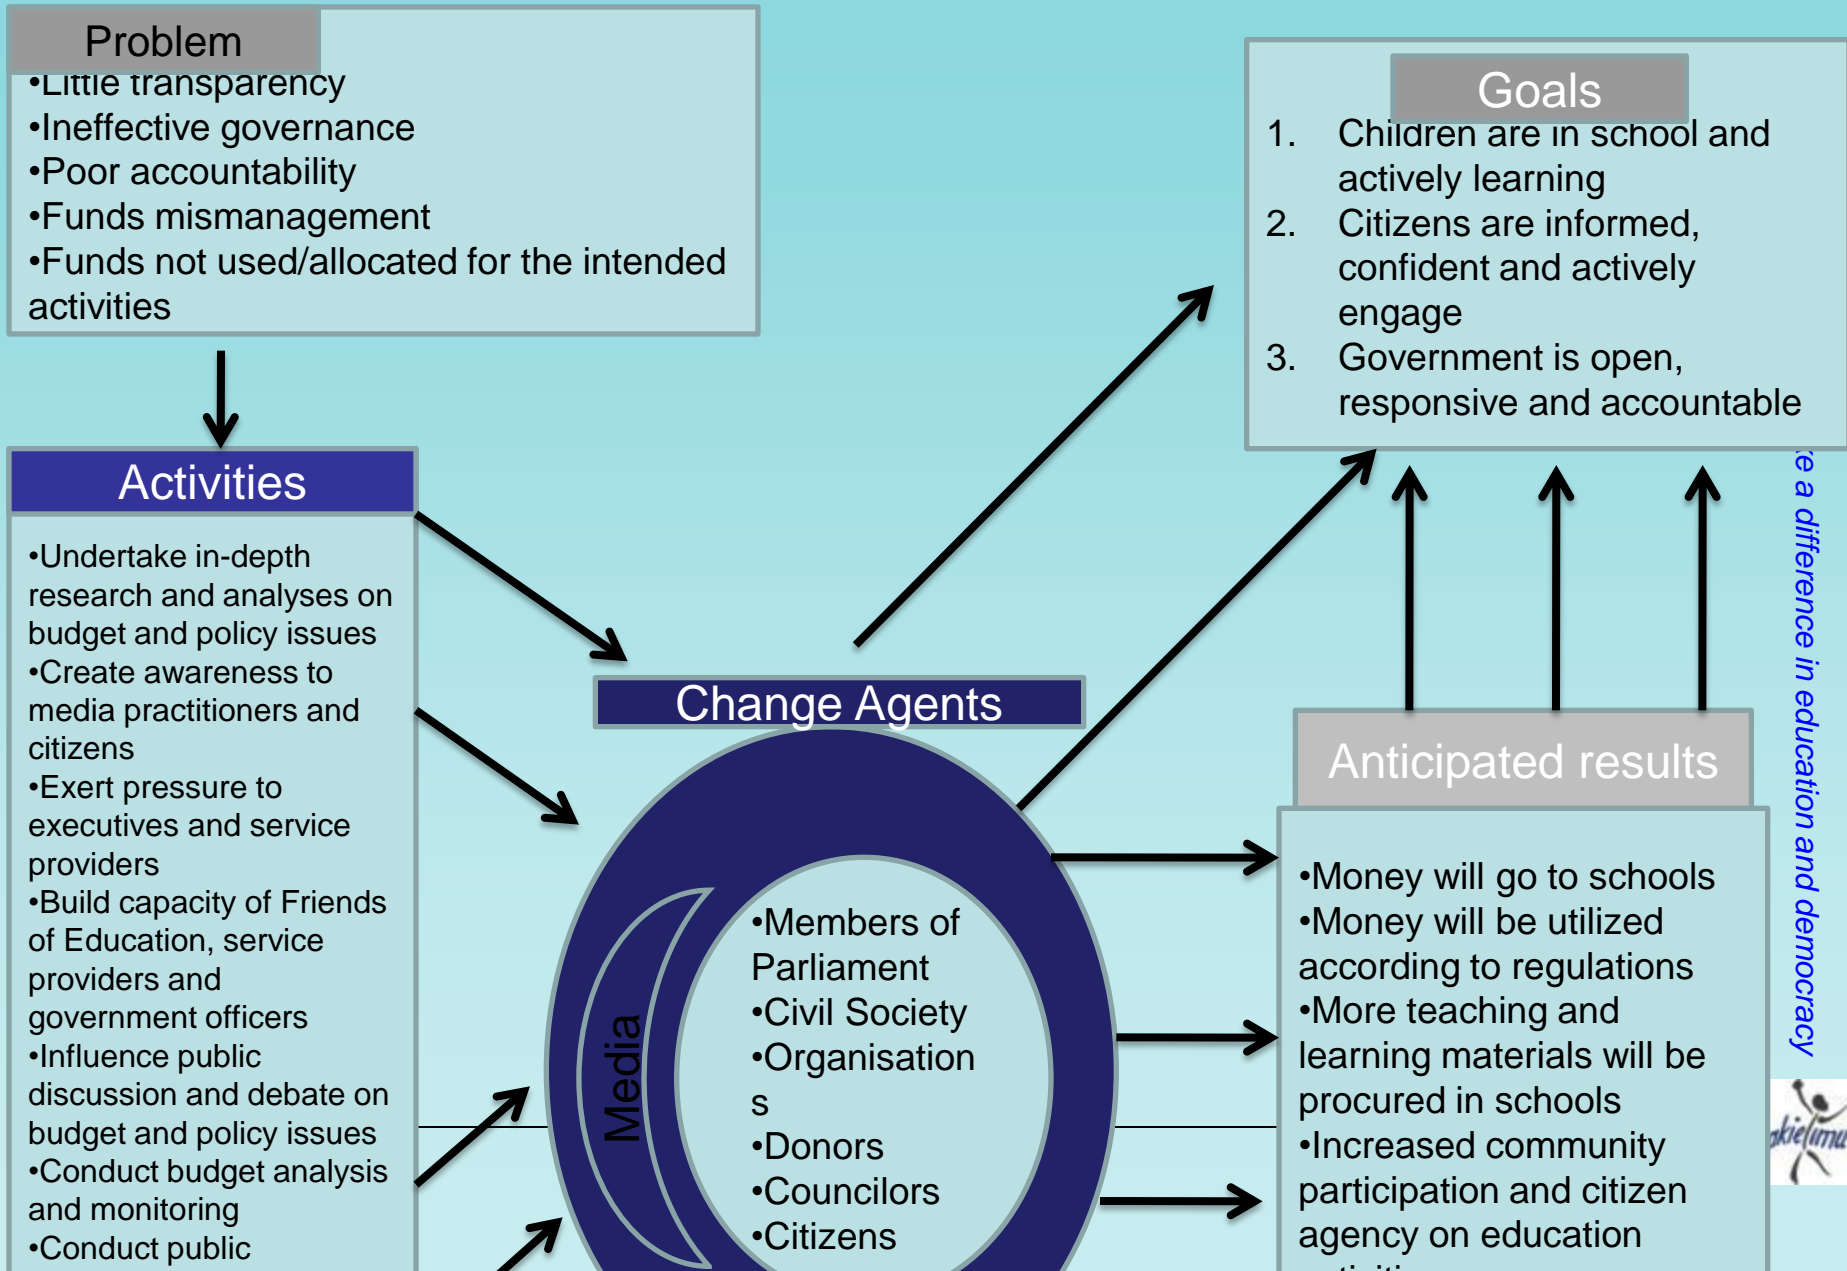 Problem
•Little transparency
•Ineffective governance
•Poor accountability
•Funds mismanagement
•Funds not used/allocated for the intended
activities
Goals
1. Children are in school and
actively learning
2. Citizens are informed,
confident and actively
engage
3. Government is open,
responsive and accountable
Activities
•Undertake in-depth
research and analyses on
budget and policy issues
•Create awareness to
media practitioners and
citizens
•Exert pressure to
executives and service
providers
•Build capacity of Friends
of Education, service
providers and
government officers
•Influence public
discussion and debate on
budget and policy issues
•Conduct budget analysis
and monitoring
•Conduct public
Change Agents
Media
•Members of
Parliament
•Civil Society
•Organisation
s
•Donors
•Councilors
•Citizens
Anticipated results
•Money will go to schools
•Money will be utilized
according to regulations
•More teaching and
learning materials will be
procured in schools
•Increased community
participation and citizen
agency on education
a difference in education and democracy